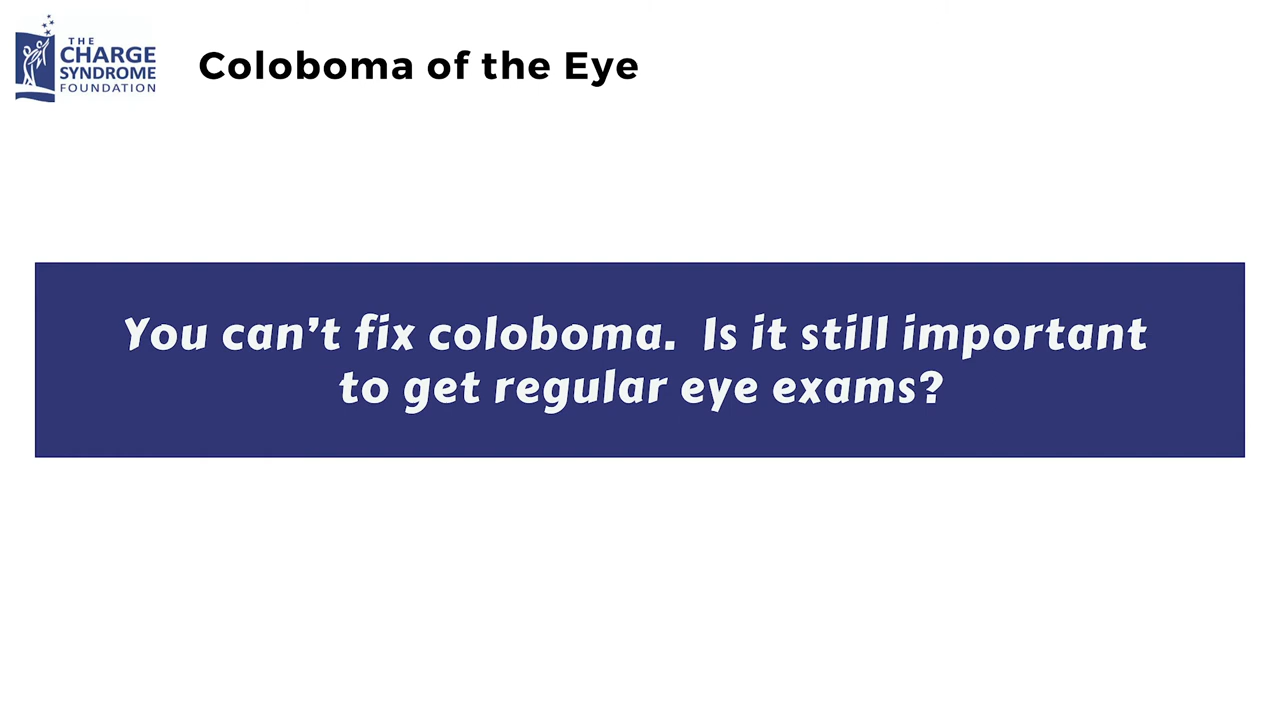 THE
CHARGE
SYNDROME
FOUNDATION
Coloboma of the Eye
You can't fix coloboma.  Is it still important
to get regular eye exams?